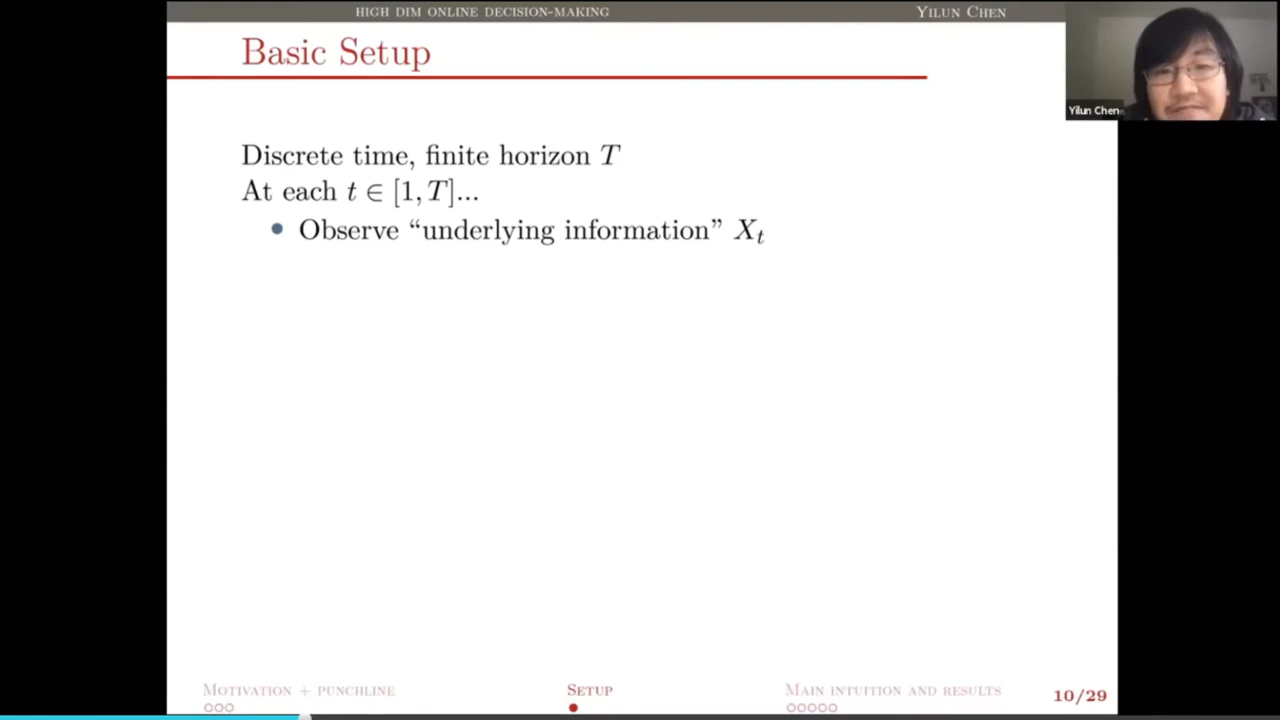 HIGH DIM ONLINE DECISION-MAKING
YILUN CHEN
Basic Setup
Yilun Chen
Discrete time, finite horizon T
At each t ∈ [1, T]...
• Observe “underlying information” Xₜ
MOTIVATION + PUNCHLINE
SETUP
MAIN INTUITION AND RESULTS
10/29